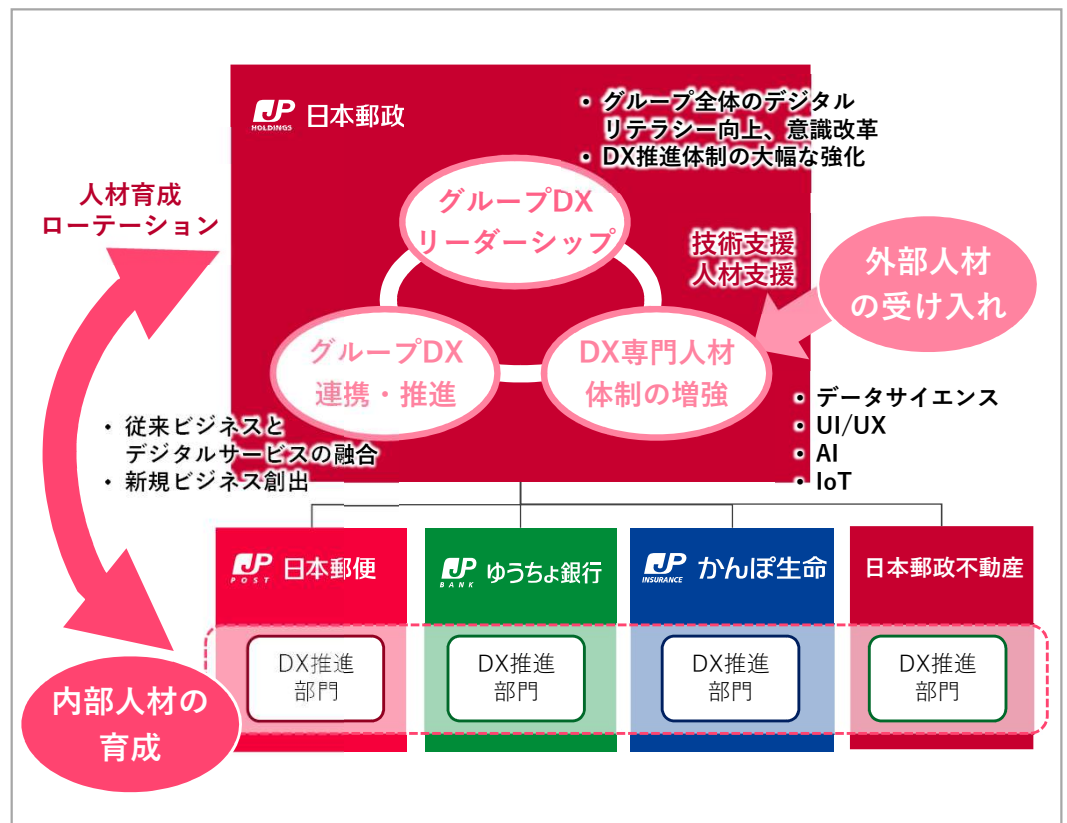 JP 日本郵政
HOLDINGS
・グループ全体のデジタル
リテラシー向上、意識改革
・DX推進体制の大幅な強化
人材育成
ローテーション
グループDX
リーダーシップ
技術支援
人材支援
外部人材
の受け入れ
グループDX
連携・推進
DX専門人材
体制の増強
・データサイエンス
・UI/UX
・AI
・IoT
・従来ビジネスと
デジタルサービスの融合
・新規ビジネス創出
JP 日本郵便
POST
JP ゆうちょ銀行
BANK
JP かんぽ生命
INSURANCE
日本郵政不動産
DX推進
部門
DX推進
部門
DX推進
部門
DX推進
部門
内部人材の
育成